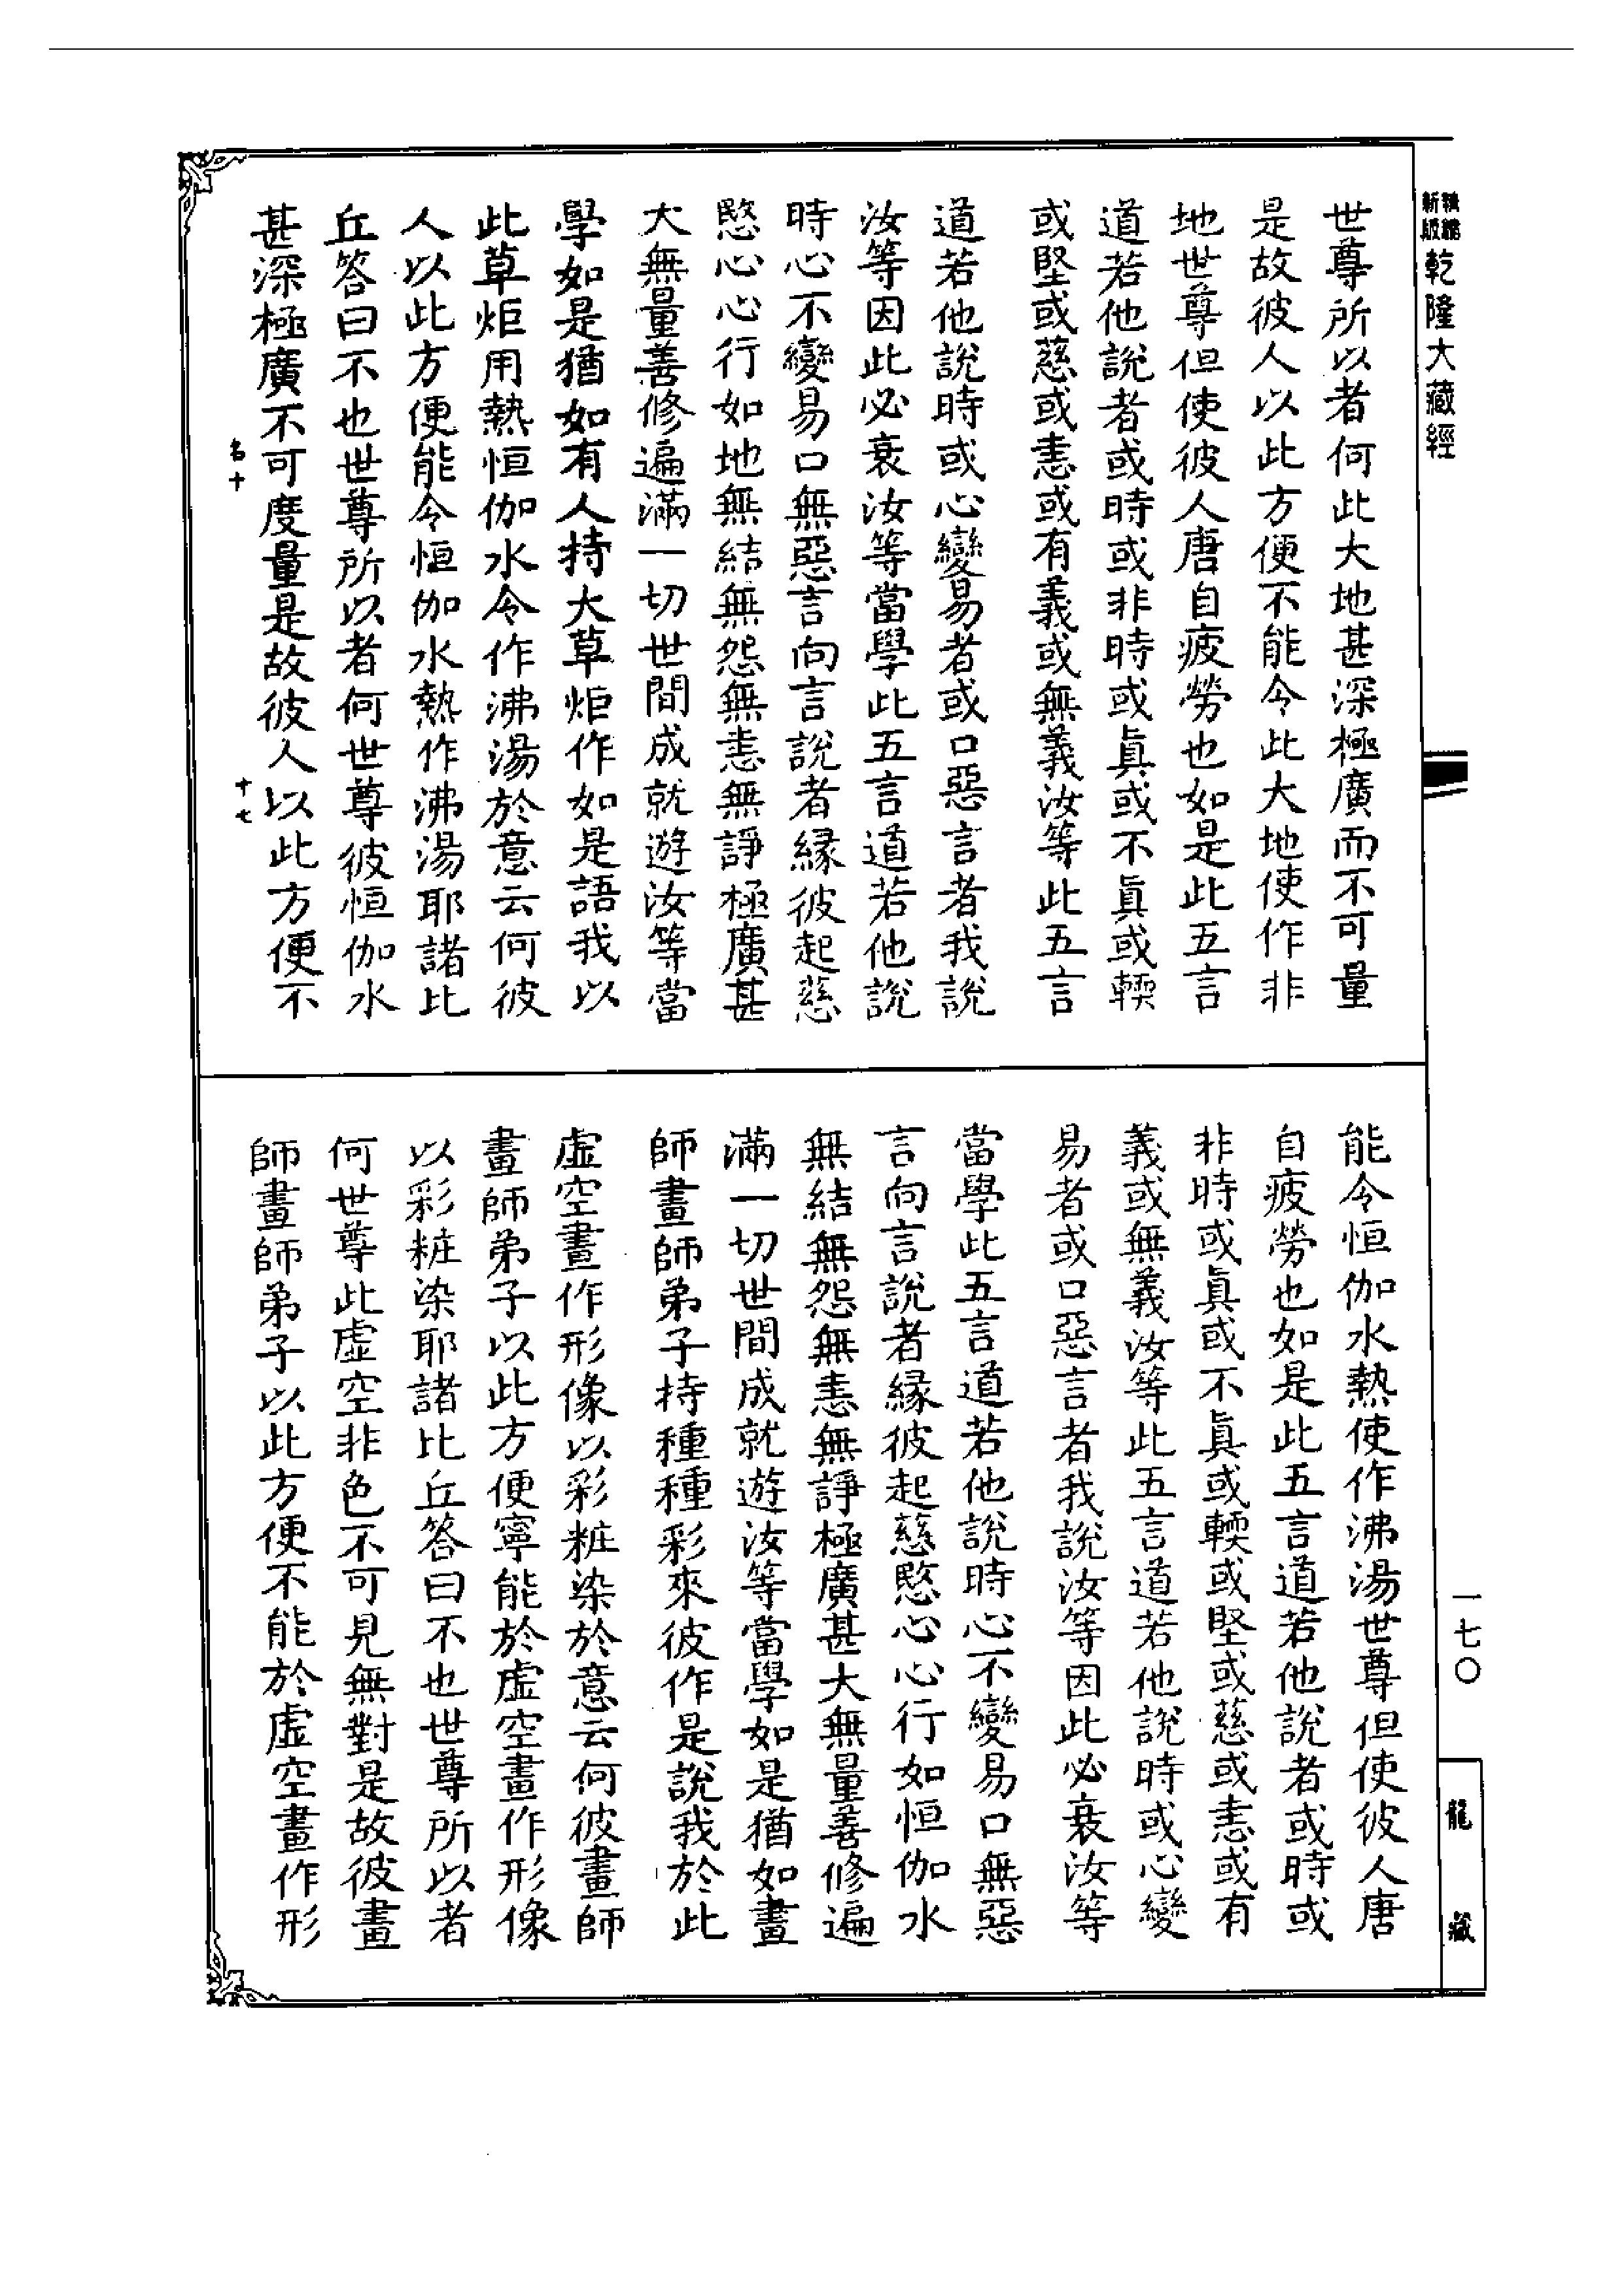 新版乾隆大藏經
世尊所以者何此大地甚深極廣而不可量
是故彼人以此方便不能令此大地使作非
地世尊但使彼人唐自疲勞也如是此五言
道若他說者或時或非時或眞或不眞或輭
或堅或慈或恚或有義或無義汝等此五言
道若他說時或心變易者或口惡言者我說
汝等因此必衰汝等當學此五言道若他說
時心不變易口無惡言向言說者緣彼起慈
愍心心行如地無結無怨無恚無諍極廣甚
大無量善修遍滿一切世間成就遊汝等當
學如是猶如有人持大草炬作如是語我以
此草炬用熱恒伽水令作沸湯於意云何彼
人以此方便能令恒伽水熱作沸湯耶諸比
丘答曰不也世尊所以者何世尊彼恒伽水
甚深極廣不可度量是故彼人以此方便不
名十
十七
能令恒伽水熱使作沸湯世尊但使彼人唐
自疲勞也如是此五言道若他說者或時或
非時或眞或不眞或輭或堅或慈或恚或有
義或無義汝等此五言道若他說時或心變
易者或口惡言者我說汝等因此必衰汝等
當學此五言道若他說時心不變易口無惡
言向言說者緣彼起慈愍心心行如恒伽水
無結無怨無恚無諍極廣甚大無量善修遍
滿一切世間成就遊汝等當學如是猶如畫
師畫師弟子持種種彩來彼作是說我於此
虛空畫作形像以彩粧染於意云何彼畫師
畫師弟子以此方便寧能於虛空畫作形像
以彩粧染耶諸比丘答曰不也世尊所以者
何世尊此虛空非色不可見無對是故彼畫
師畫師弟子以此方便不能於虛空畫作形
一七〇
龍藏